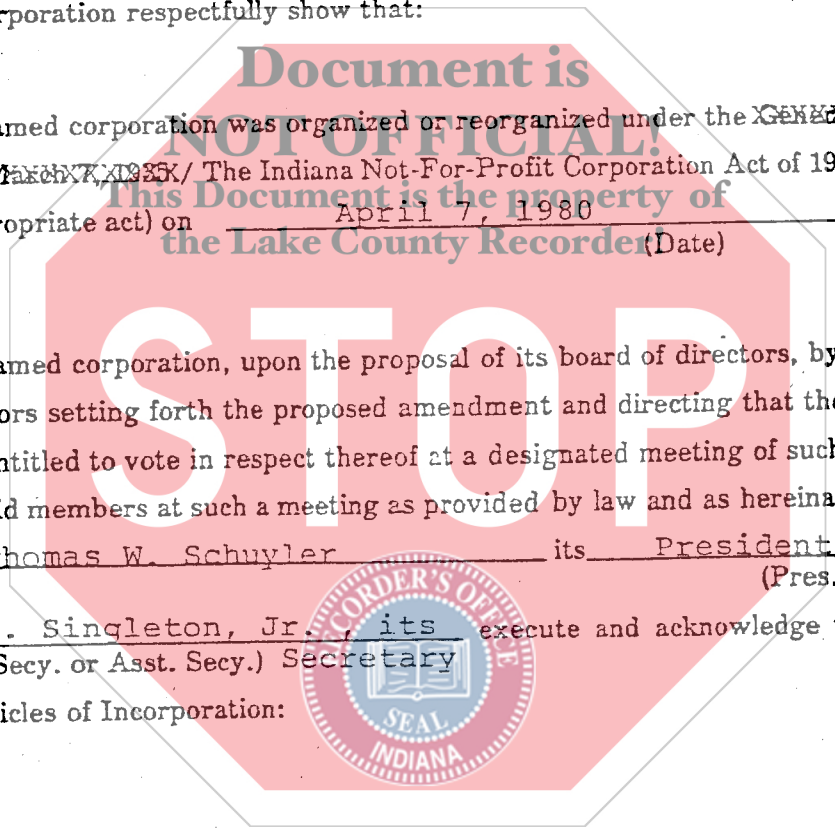 rporation respectfully show that:
Document is
NOT OFFICIAL!
amed corporation was organized or reorganized under the
March 7, 1935 / The Indiana Not-For-Profit Corporation Act of 19
This Document is the property of
ropriate act) on April 7, 1980
the Lake County Recorder!
(Date)
STOP
amed corporation, upon the proposal of its board of directors, by
ors setting forth the proposed amendment and directing that the
ntitled to vote in respect thereof at a designated meeting of such
d members at such a meeting as provided by law and as hereina
homas W. Schuyler its President
(Pres.
. Singleton, Jr. , its execute and acknowledge
Secy. or Asst. Secy.) Secretary
icles of Incorporation:
RECORDER'S OFFICE
SEAL
INDIANA